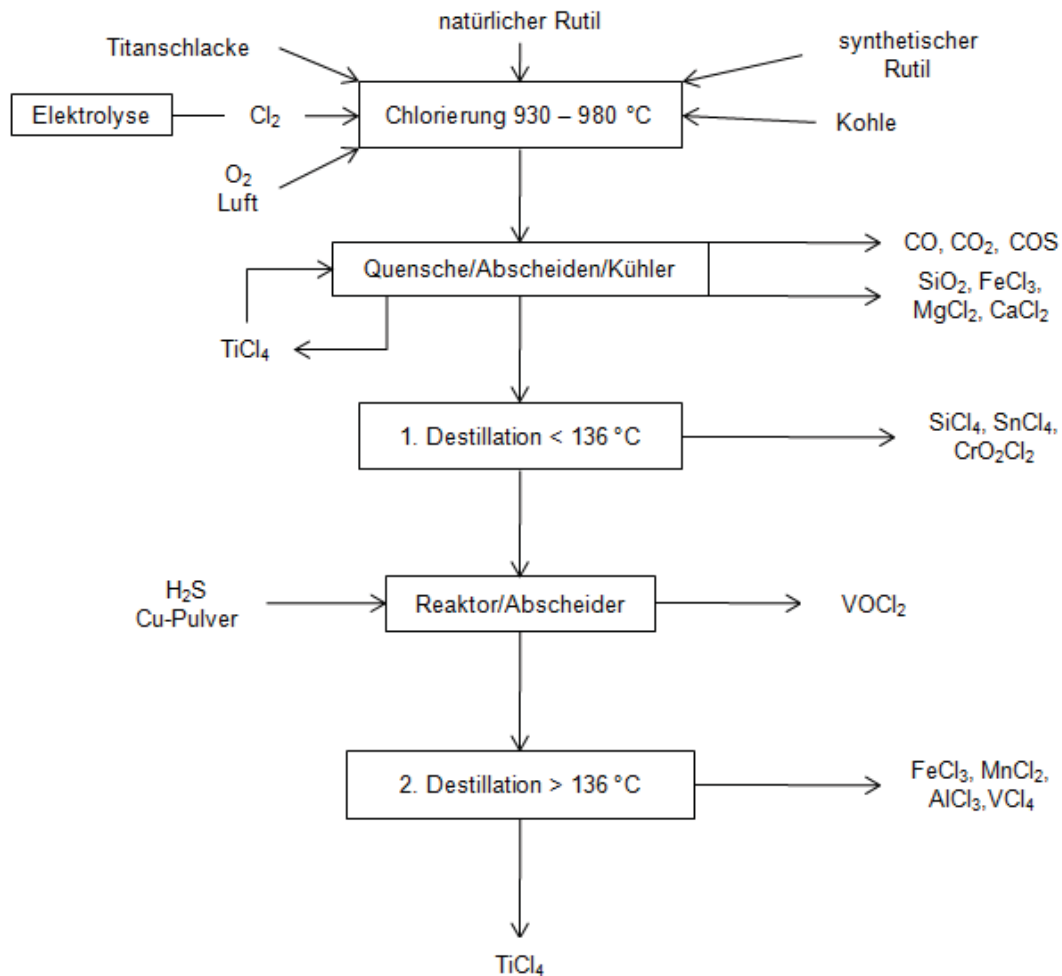 natürlicher Rutil
Titanschlacke
synthetischer
Rutil
Elektrolyse
Cl₂
Chlorierung 930 – 980 °C
Kohle
O₂
Luft
CO, CO₂, COS
Quensche/Abscheiden/Kühler
SiO₂, FeCl₃,
MgCl₂, CaCl₂
TiCl₄
1. Destillation < 136 °C
SiCl₄, SnCl₄,
CrO₂Cl₂
H₂S
Cu-Pulver
Reaktor/Abscheider
VOCl₂
2. Destillation > 136 °C
FeCl₃, MnCl₂,
AlCl₃,VCl₄
TiCl₄